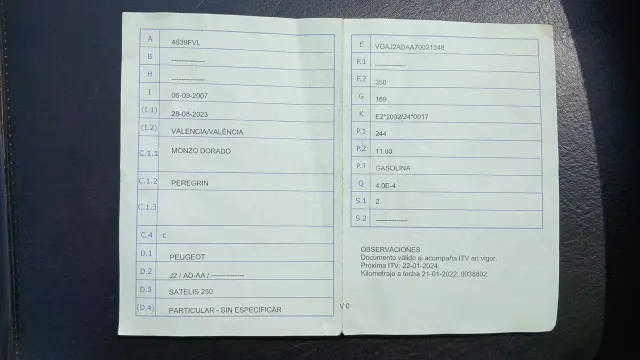 A 4639FVL
B ---------------
H ---------------
I 06-09-2007
(I.1) 28-08-2023
(I.2) VALENCIA/VALÈNCIA
C.1.1 MONZO DORADO
C.1.2 PEREGRIN
C.1.3
C.4 c
D.1 PEUGEOT
D.2 J2 / AD-AA / ---------------
D.3 SATELIS 250
(D.4) PARTICULAR - SIN ESPECIFICAR
V 0
E VGAJ2ADAA70021348
F.1 ---------------
F.2 350
G 169
K E2*2002/24*0017
P.1 244
P.2 11.00
P.3 GASOLINA
Q 4.0E-4
S.1 2
S.2 ---------------
OBSERVACIONES:
Documento válido si acompaña ITV en vigor.
Próxima ITV: 22-01-2024
Kilometraje a fecha 21-01-2022: 0038802